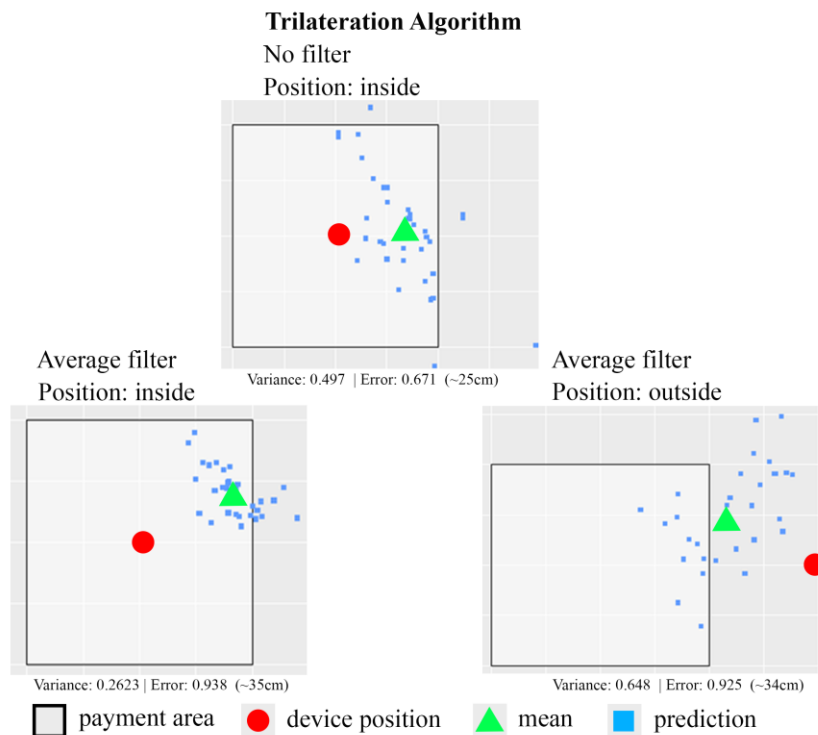 Trilateration Algorithm
No filter
Position: inside
Variance: 0.497 | Error: 0.671 (~25cm)
Average filter
Position: inside
Variance: 0.2623 | Error: 0.938 (~35cm)
Average filter
Position: outside
Variance: 0.648 | Error: 0.925 (~34cm)
payment area device position mean prediction